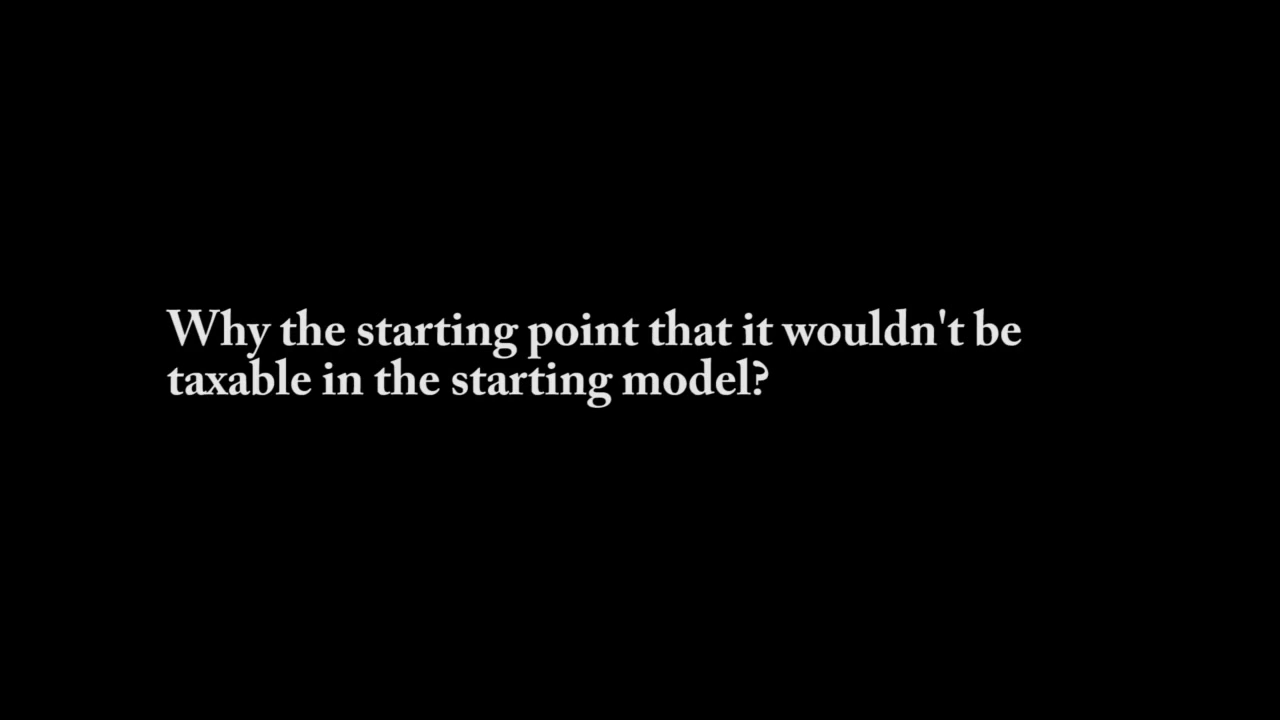 Why the starting point that it wouldn't be
taxable in the starting model?